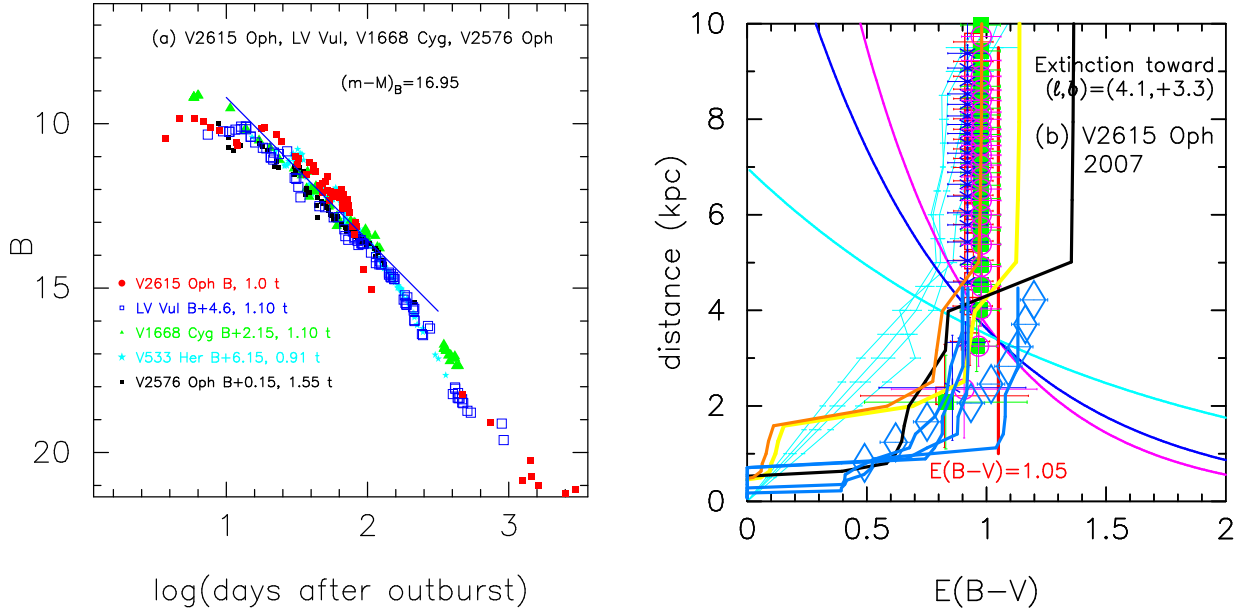 (a) V2615 Oph, LV Vul, V1668 Cyg, V2576 Oph
(m−M)B=16.95
10
15
20
B
V2615 Oph B, 1.0 t
LV Vul B+4.6, 1.10 t
V1668 Cyg B+2.15, 1.10 t
V533 Her B+6.15, 0.91 t
V2576 Oph B+0.15, 1.55 t
1
2
3
log(days after outburst)
10
8
6
4
2
0
distance (kpc)
Extinction toward
(ℓ,b)=(4.1,+3.3)
(b) V2615 Oph
2007
E(B−V)=1.05
0
0.5
1
1.5
2
E(B−V)